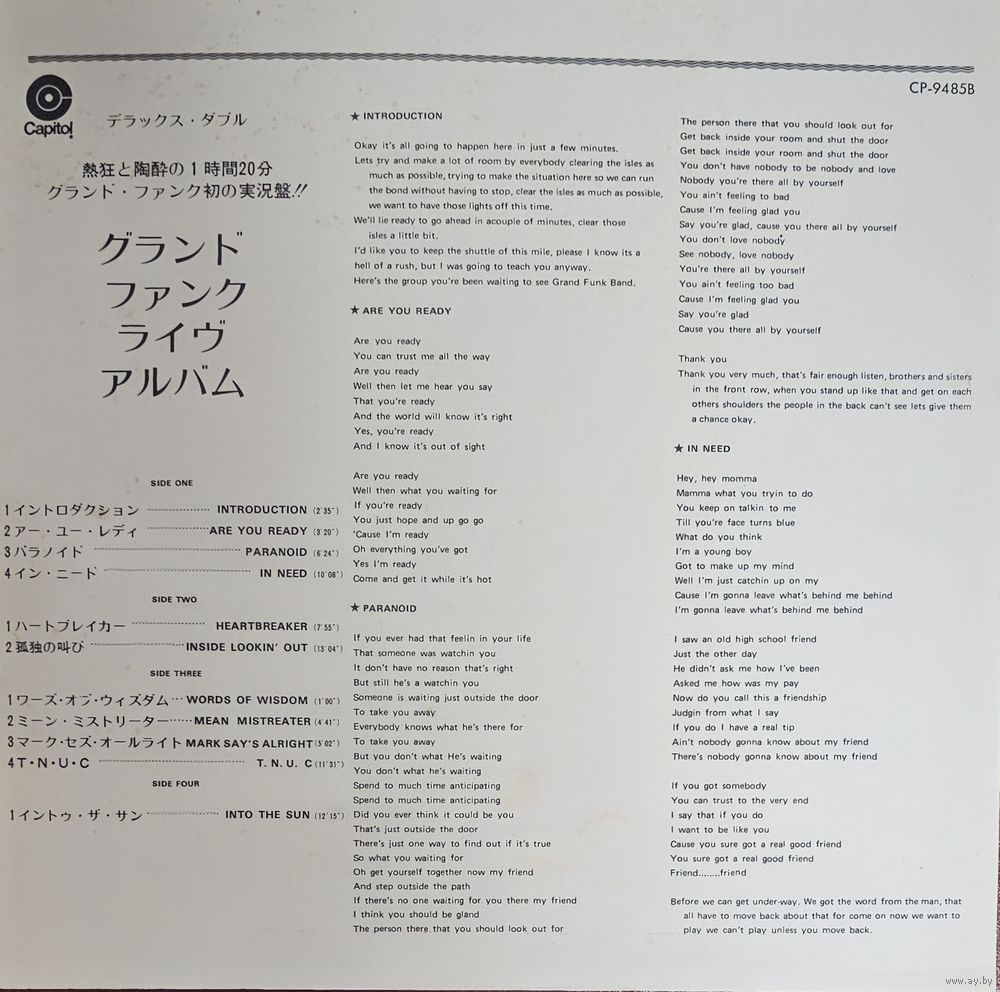 CP-9485B
Capitol
デラックス・ダブル
熱狂と陶酔の1時間20分
グランド・ファンク初の実況盤!!
グランド
ファンク
ライヴ
アルバム
SIDE ONE
1 イントロダクション ………… INTRODUCTION (2'35")
2 アー・ユー・レディ ………… ARE YOU READY (3'20")
3 パラノイド ………… PARANOID (6'24")
4 イン・ニード ………… IN NEED (10'08")
SIDE TWO
1 ハートブレイカー ………… HEARTBREAKER (7'55")
2 孤独の叫び ………… INSIDE LOOKIN' OUT (13'04")
SIDE THREE
1 ワーズ・オブ・ウィズダム… WORDS OF WISDOM (1'00")
2 ミーン・ミストリーター…… MEAN MISTREATER (4'41")
3 マーク・セズ・オールライト MARK SAY'S ALRIGHT (5'02")
4 T・N・U・C ………… T. N. U. C (11'31")
SIDE FOUR
1 イントゥ・ザ・サン ………… INTO THE SUN (12'15")
★ INTRODUCTION
Okay it's all going to happen here in just a few minutes.
Lets try and make a lot of room by everybody clearing the isles as
much as possible, trying to make the situation here so we can run
the bond without having to stop, clear the isles as much as possible,
we want to have those lights off this time.
We'll lie ready to go ahead in acouple of minutes, clear those
isles a little bit.
I'd like you to keep the shuttle of this mile, please I know its a
hell of a rush, but I was going to teach you anyway.
Here's the group you're been waiting to see Grand Funk Band.
★ ARE YOU READY
Are you ready
You can trust me all the way
Are you ready
Well then let me hear you say
That you're ready
And the world will know it's right
Yes, you're ready
And I know it's out of sight
Are you ready
Well then what you waiting for
If you're ready
You just hope and up go go
'Cause I'm ready
Oh everything you've got
Yes I'm ready
Come and get it while it's hot
★ PARANOID
If you ever had that feelin in your life
That someone was watchin you
It don't have no reason that's right
But still he's a watchin you
Someone is waiting just outside the door
To take you away
Everybody knows what he's there for
To take you away
But you don't what He's waiting
You don't what he's waiting
Spend to much time anticipating
Spend to much time anticipating
Did you ever think it could be you
That's just outside the door
There's just one way to find out if it's true
So what you waiting for
Oh get yourself together now my friend
And step outside the path
If there's no one waiting for you there my friend
I think you should be gland
The person there that you should look out for
The person there that you should look out for
Get back inside your room and shut the door
Get back inside your room and shut the door
You don't have nobody to be nobody and love
Nobody you're there all by yourself
You ain't feeling to bad
Cause I'm feeling glad you
Say you're glad, cause you there all by yourself
You don't love nobody
See nobody, love nobody
You're there all by yourself
You ain't feeling too bad
Cause I'm feeling glad you
Say you're glad
Cause you there all by yourself
Thank you
Thank you very much, that's fair enough listen, brothers and sisters
in the front row, when you stand up like that and get on each
others shoulders the people in the back can't see lets give them
a chance okay.
★ IN NEED
Hey, hey momma
Mamma what you tryin to do
You keep on talkin to me
Till you're face turns blue
What do you think
I'm a young boy
Got to make up my mind
Well I'm just catchin up on my
Cause I'm gonna leave what's behind me behind
I'm gonna leave what's behind me behind
I saw an old high school friend
Just the other day
He didn't ask me how I've been
Asked me how was my pay
Now do you call this a friendship
Judgin from what I say
If you do I have a real tip
Ain't nobody gonna know about my friend
There's nobody gonna know about my friend
If you got somebody
You can trust to the very end
I say that if you do
I want to be like you
Cause you sure got a real good friend
You sure got a real good friend
Friend........friend
Before we can get under-way. We got the word from the man, that
all have to move back about that for come on now we want to
play we can't play unless you move back.
www.ay.by